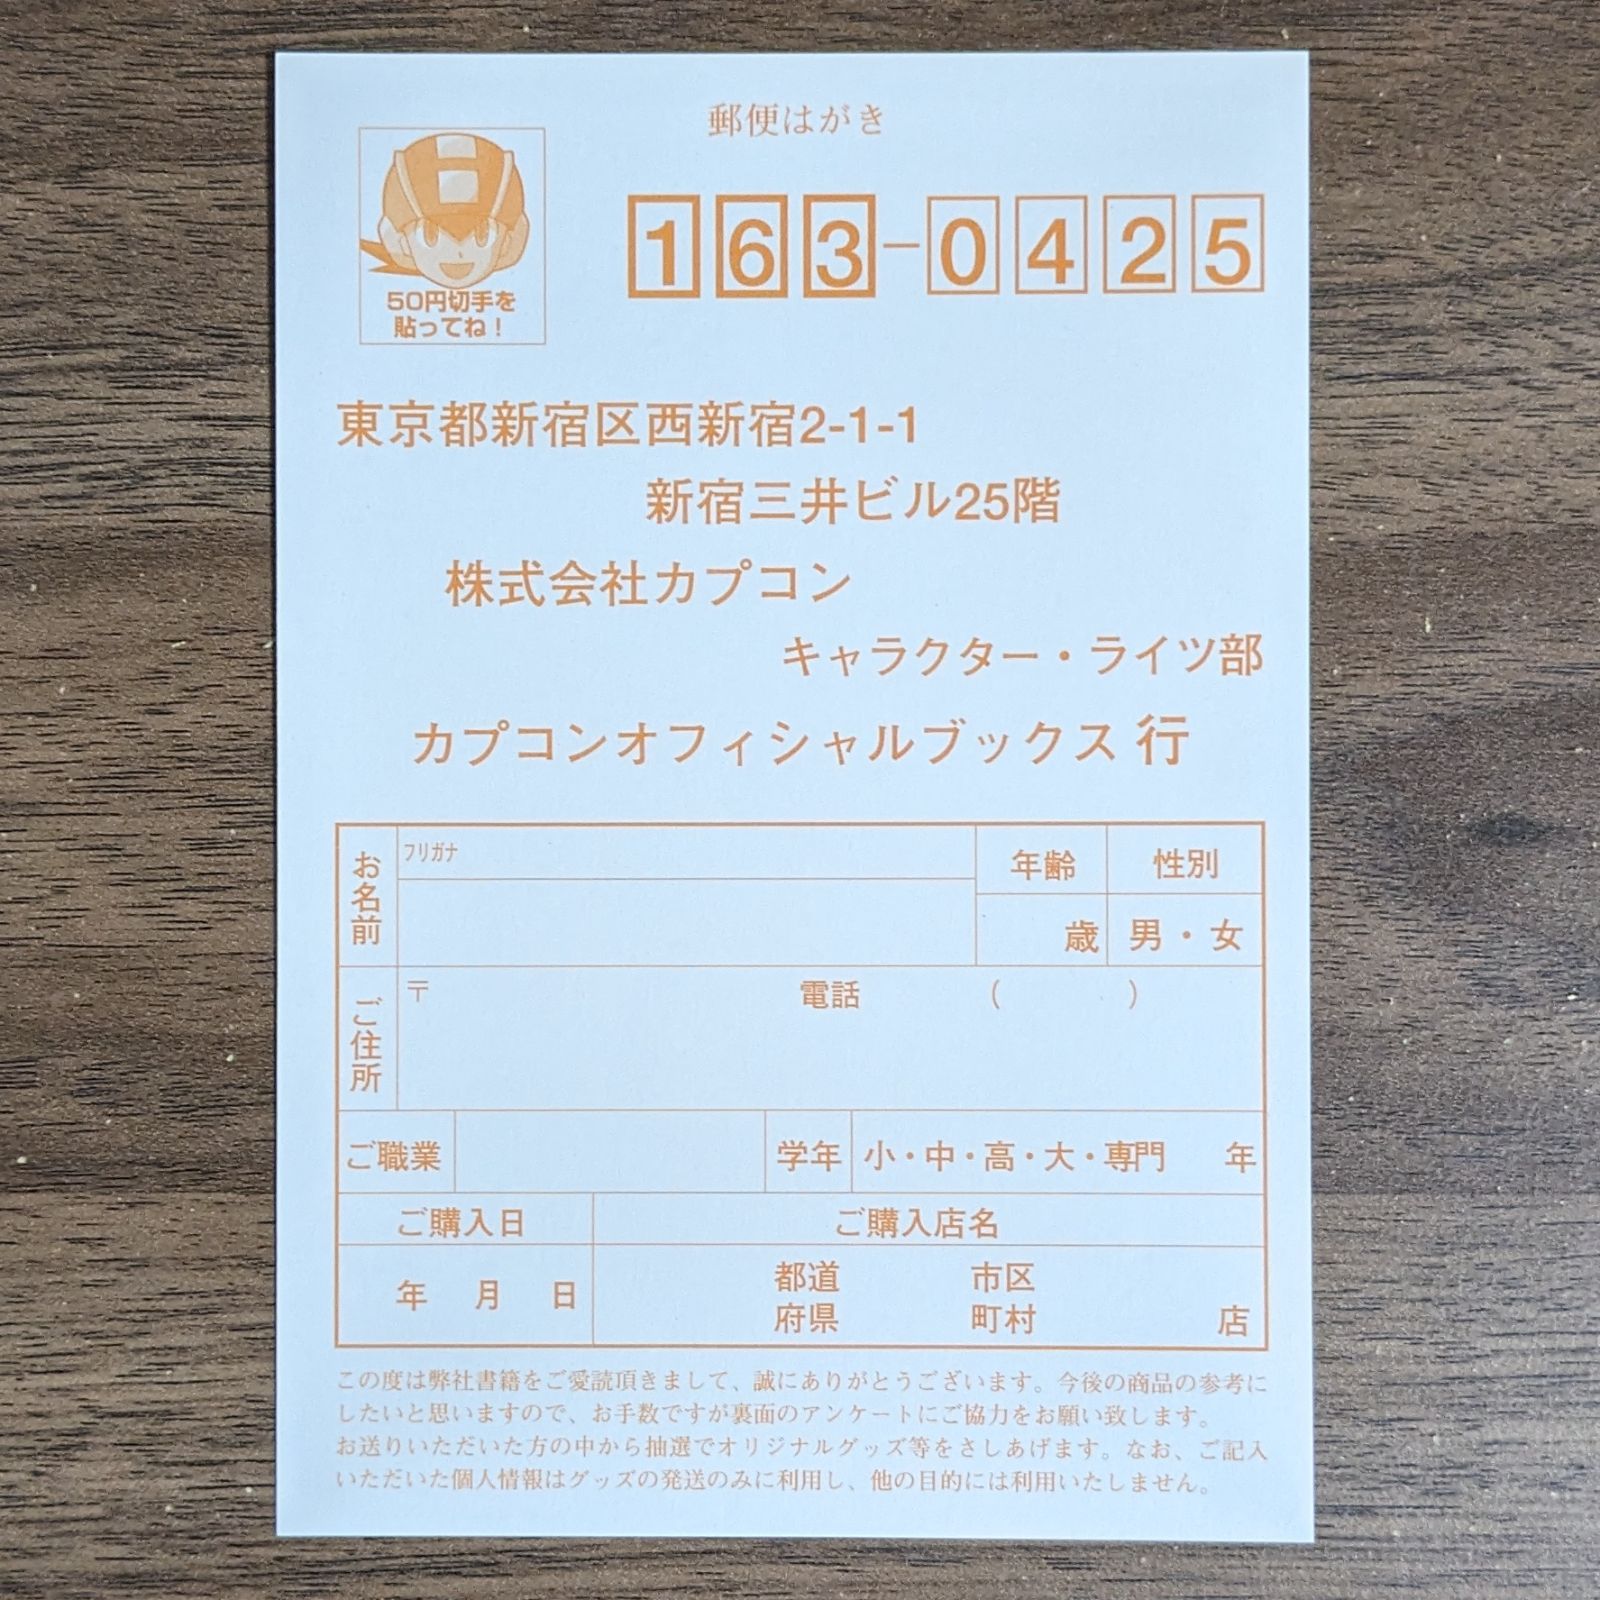 郵便はがき
50円切手を
貼ってね!
163-0425
東京都新宿区西新宿2-1-1
新宿三井ビル25階
株式会社カプコン
キャラクター・ライツ部
カプコンオフィシャルブックス 行
お名前
フリガナ
年齢
性別
歳
男・女
ご住所
〒
電話 ( )
ご職業
学年
小・中・高・大・専門 年
ご購入日
ご購入店名
年 月 日
都道 市区
府県 町村 店
この度は弊社書籍をご愛読頂きまして、誠にありがとうございます。今後の商品の参考に
したいと思いますので、お手数ですが裏面のアンケートにご協力をお願い致します。
お送りいただいた方の中から抽選でオリジナルグッズ等をさしあげます。なお、ご記入
いただいた個人情報はグッズの発送のみに利用し、他の目的には利用いたしません。